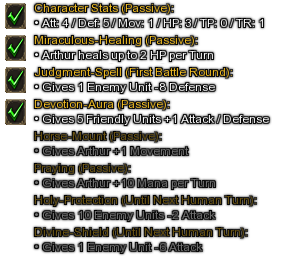 Character Stats (Passive):
• Att: 4 / Def: 5 / Mov: 1 / HP: 3 / TP: 0 / TR: 1
Miraculous-Healing (Passive):
• Arthur heals up to 2 HP per Turn
Judgment-Spell (First Battle Round):
• Gives 1 Enemy Unit -8 Defense
Devotion-Aura (Passive):
• Gives 5 Friendly Units +1 Attack / Defense
Horse-Mount (Passive):
• Gives Arthur +1 Movement
Praying (Passive):
• Gives Arthur +10 Mana per Turn
Holy-Protection (Until Next Human Turn):
• Gives 10 Enemy Units -2 Attack
Divine-Shield (Until Next Human Turn):
• Gives 1 Enemy Unit -6 Attack